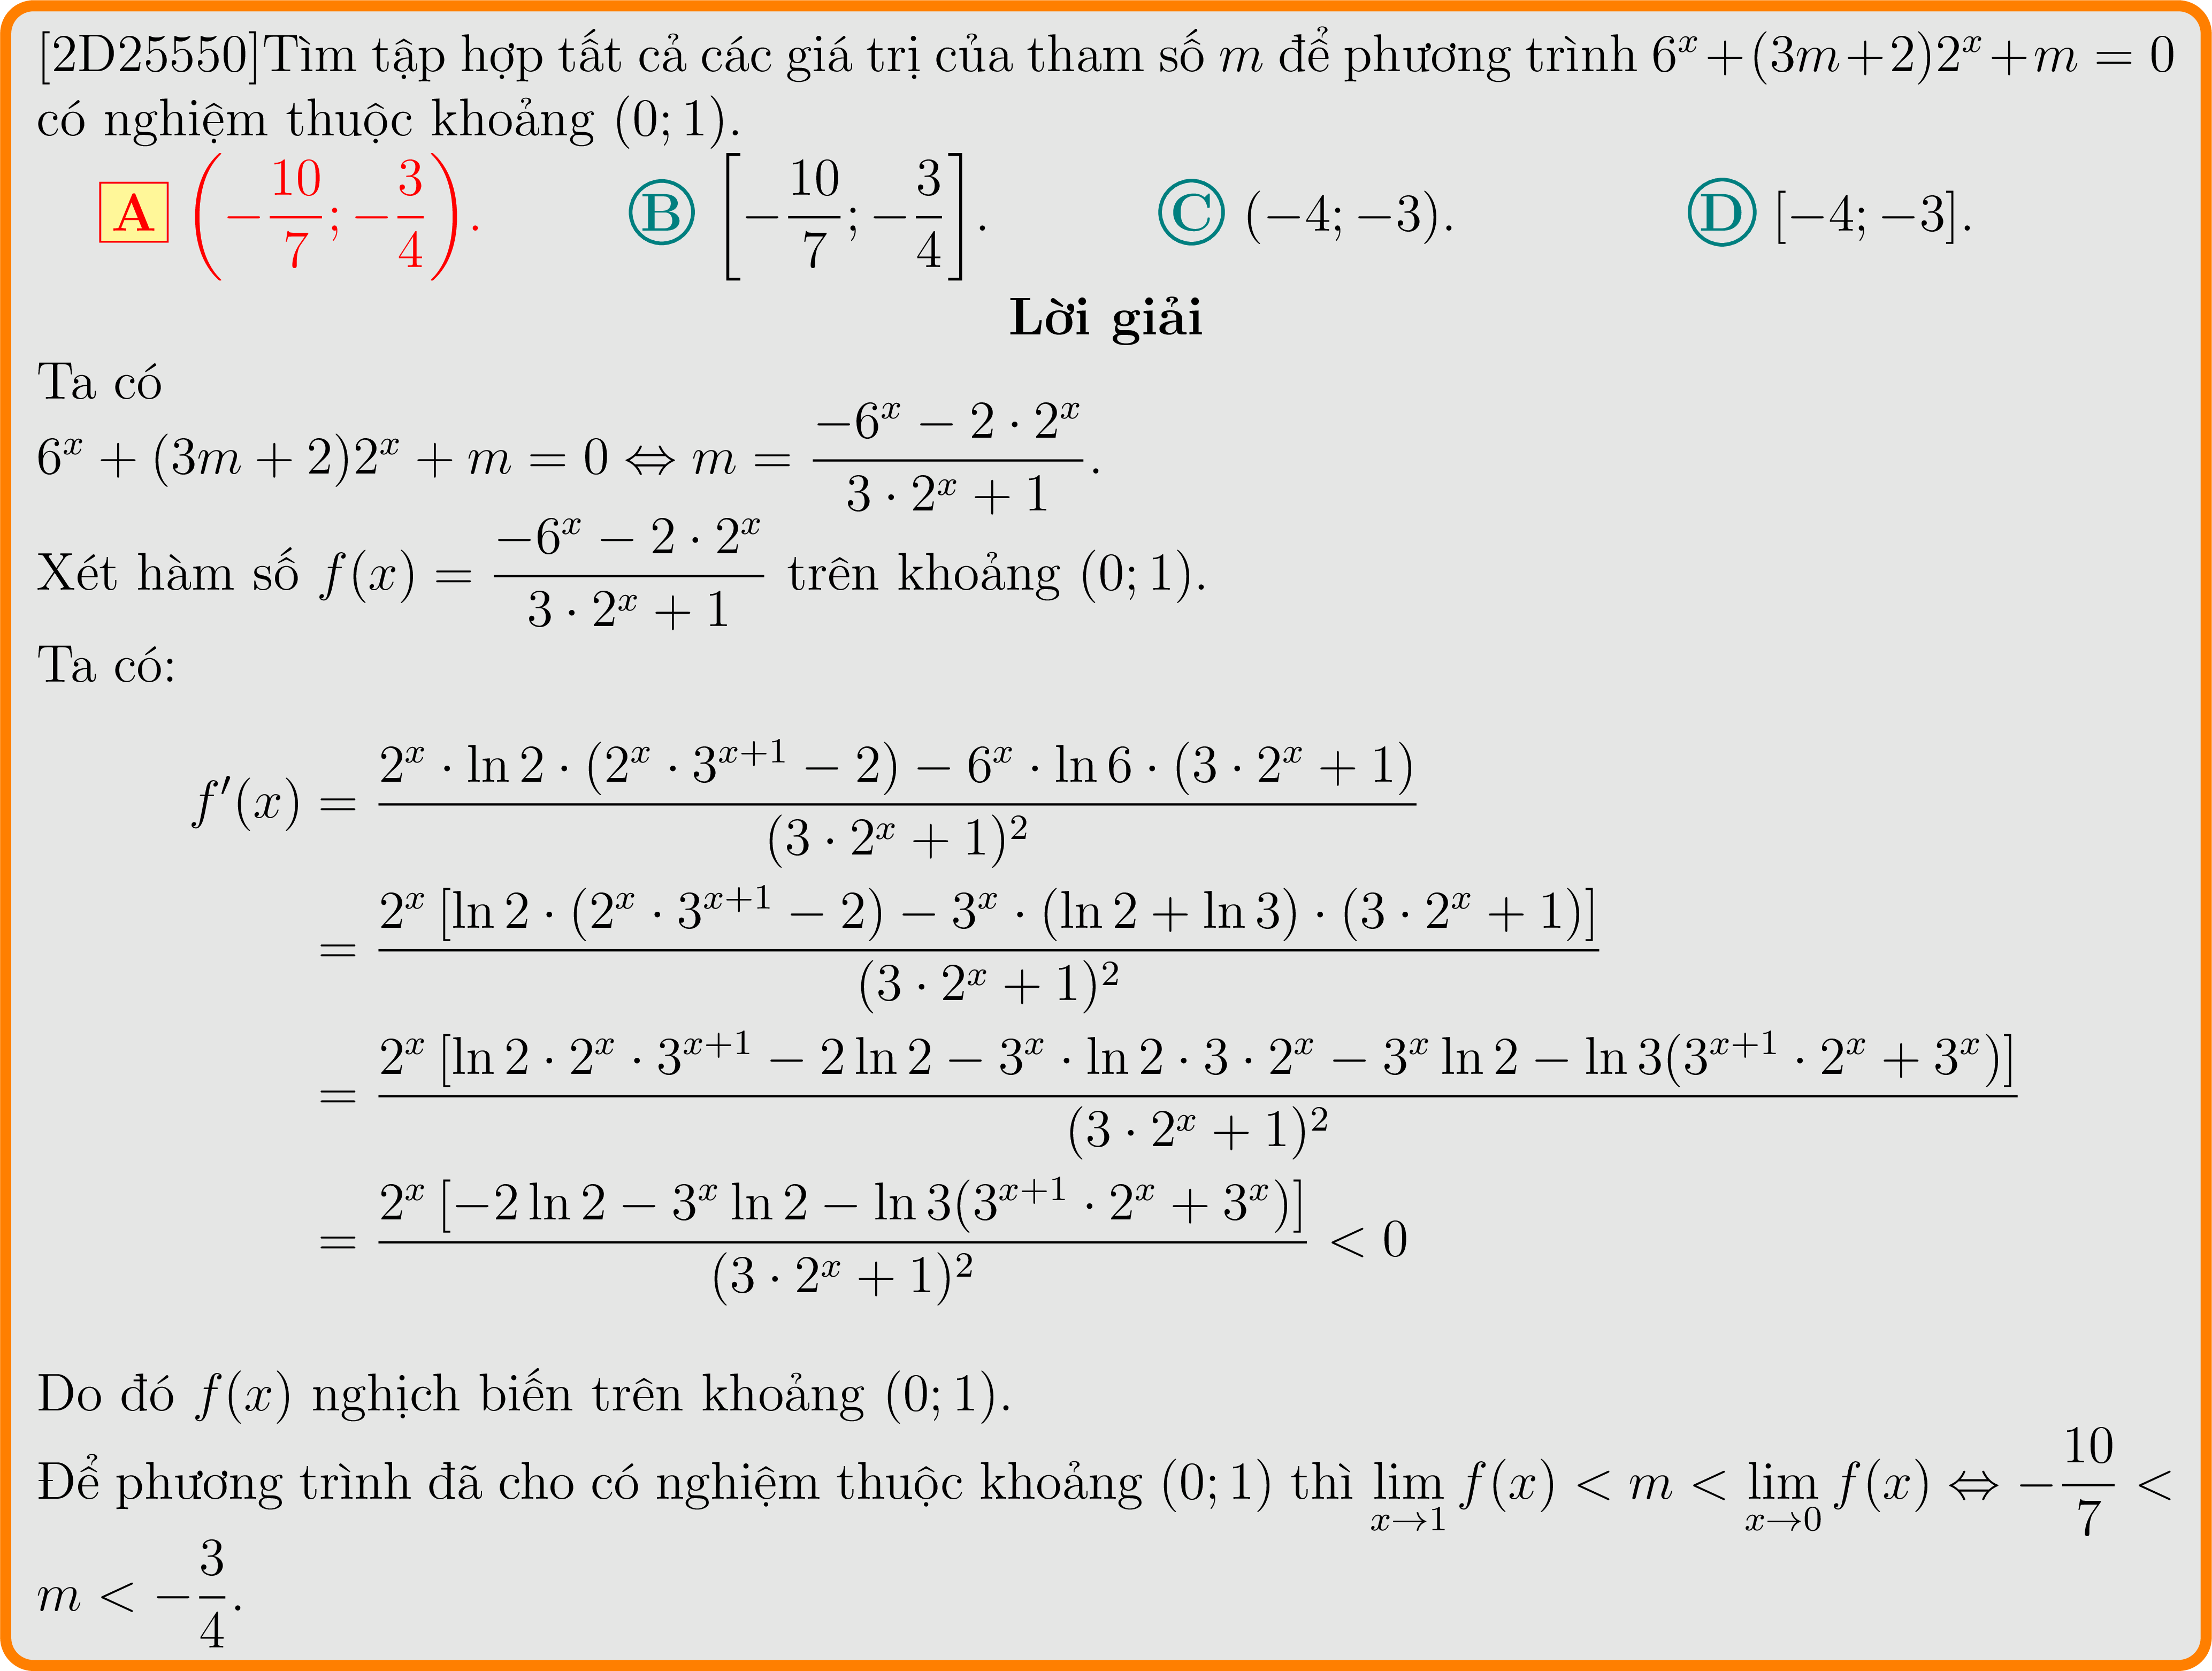 [2D25550]Tìm tập hợp tất cả các giá trị của tham số $m$ để phương trình $6^x+(3m+2)2^x+m=0$
có nghiệm thuộc khoảng $(0;1)$.
A $\left(-\frac{10}{7};-\frac{3}{4}\right)$. B $\left[-\frac{10}{7};-\frac{3}{4}\right]$. C $(-4;-3)$. D $[-4;-3]$.
Lời giải
Ta có
$6^x+(3m+2)2^x+m=0 \Leftrightarrow m=\frac{-6^x-2\cdot 2^x}{3\cdot 2^x+1}$.
Xét hàm số $f(x)=\frac{-6^x-2\cdot 2^x}{3\cdot 2^x+1}$ trên khoảng $(0;1)$.
Ta có:
$f'(x)=\frac{2^x\cdot\ln 2\cdot(2^x\cdot 3^{x+1}-2)-6^x\cdot\ln 6\cdot(3\cdot 2^x+1)}{(3\cdot 2^x+1)^2}$
$=\frac{2^x[\ln 2\cdot(2^x\cdot 3^{x+1}-2)-3^x\cdot(\ln 2+\ln 3)\cdot(3\cdot 2^x+1)]}{(3\cdot 2^x+1)^2}$
$=\frac{2^x[\ln 2\cdot 2^x\cdot 3^{x+1}-2\ln 2-3^x\cdot\ln 2\cdot 3\cdot 2^x-3^x\ln 2-\ln 3(3^{x+1}\cdot 2^x+3^x)]}{(3\cdot 2^x+1)^2}$
$=\frac{2^x[-2\ln 2-3^x\ln 2-\ln 3(3^{x+1}\cdot 2^x+3^x)]}{(3\cdot 2^x+1)^2}<0$
Do đó $f(x)$ nghịch biến trên khoảng $(0;1)$.
Để phương trình đã cho có nghiệm thuộc khoảng $(0;1)$ thì $\lim_{x\to 1}f(x)<m<\lim_{x\to 0}f(x) \Leftrightarrow -\frac{10}{7}<$
$m<-\frac{3}{4}$.